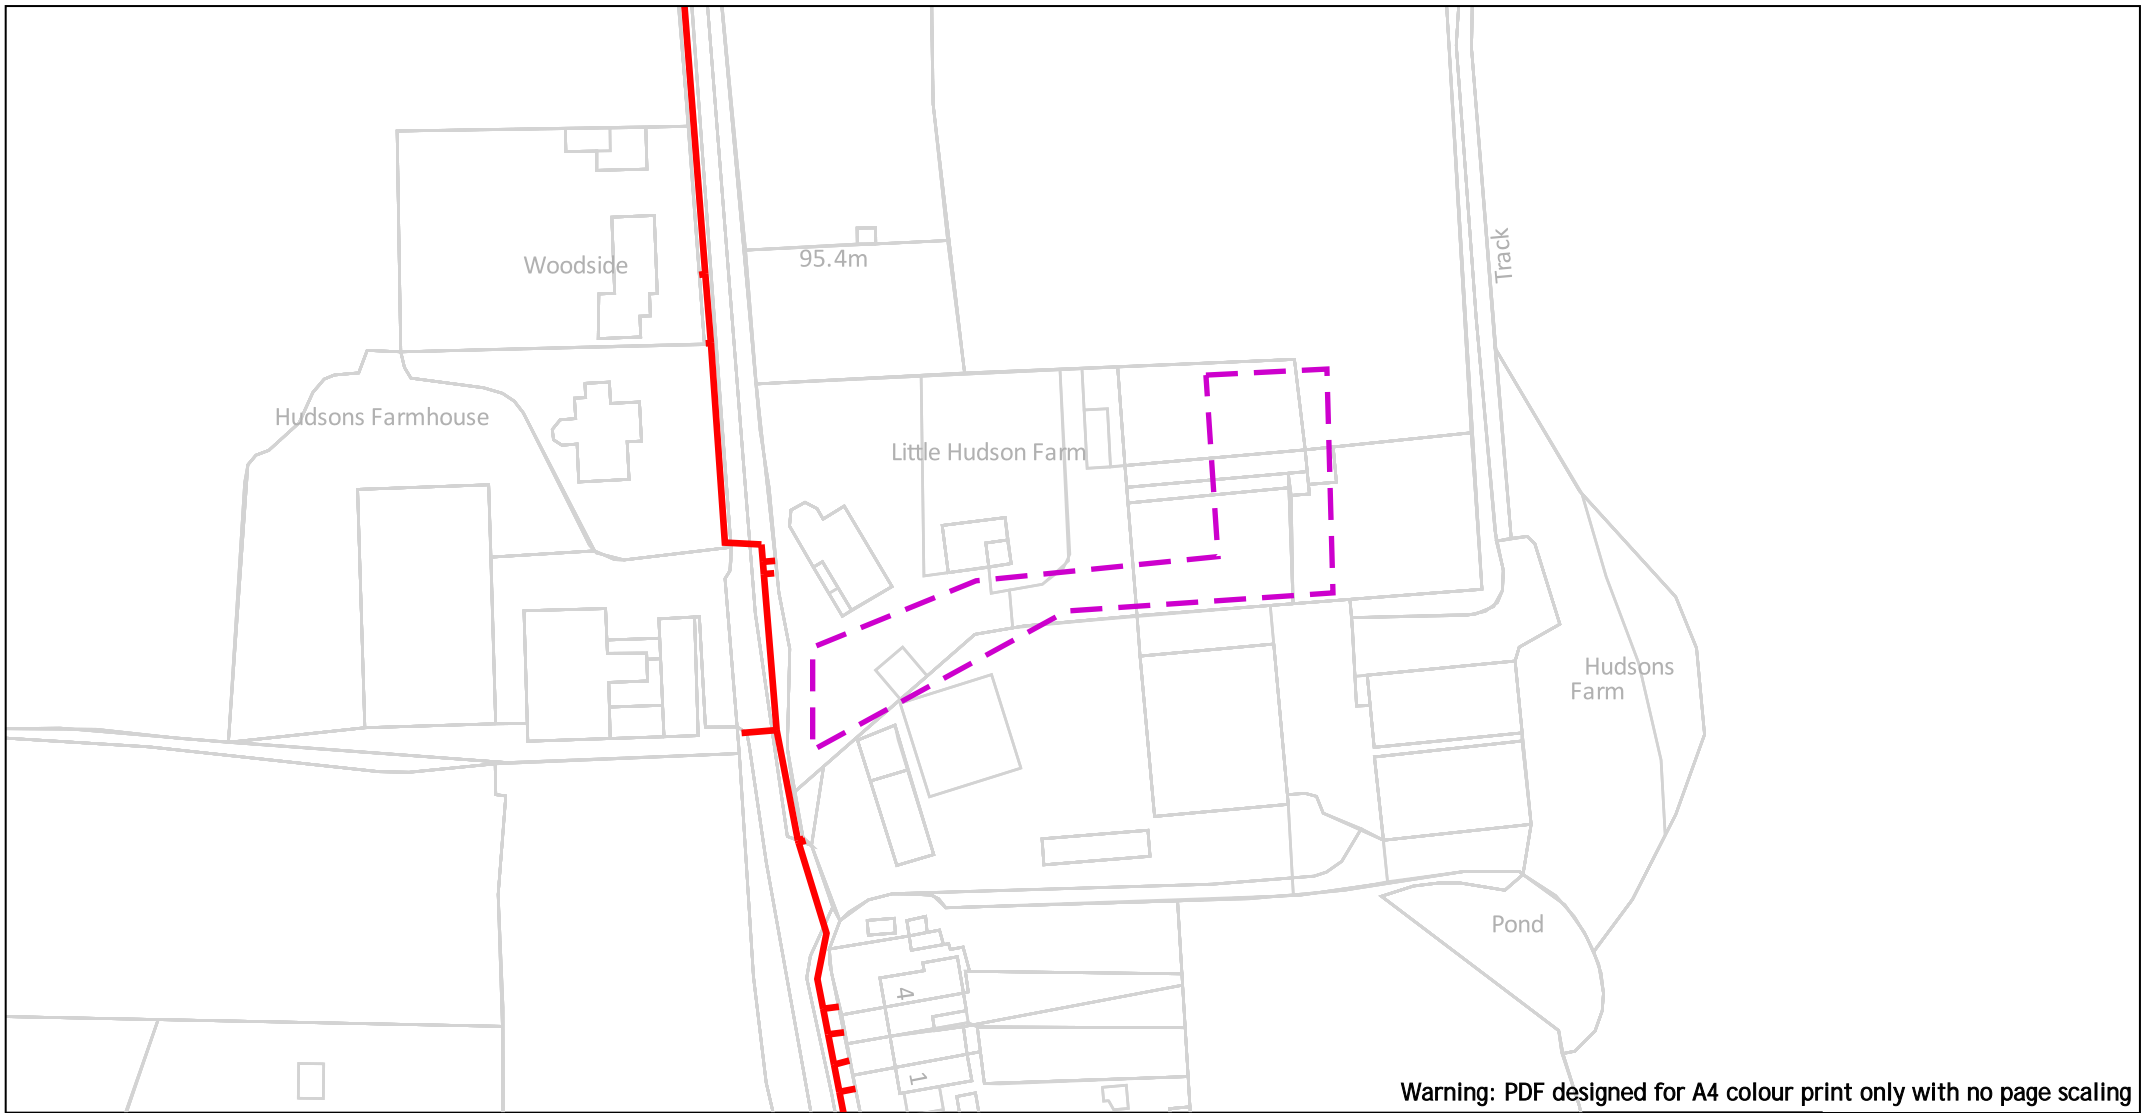 Track
95.4m
Woodside
Hudsons Farmhouse
Little Hudson Farm
Hudsons
Farm
Pond
4
1
Warning: PDF designed for A4 colour print only with no page scaling